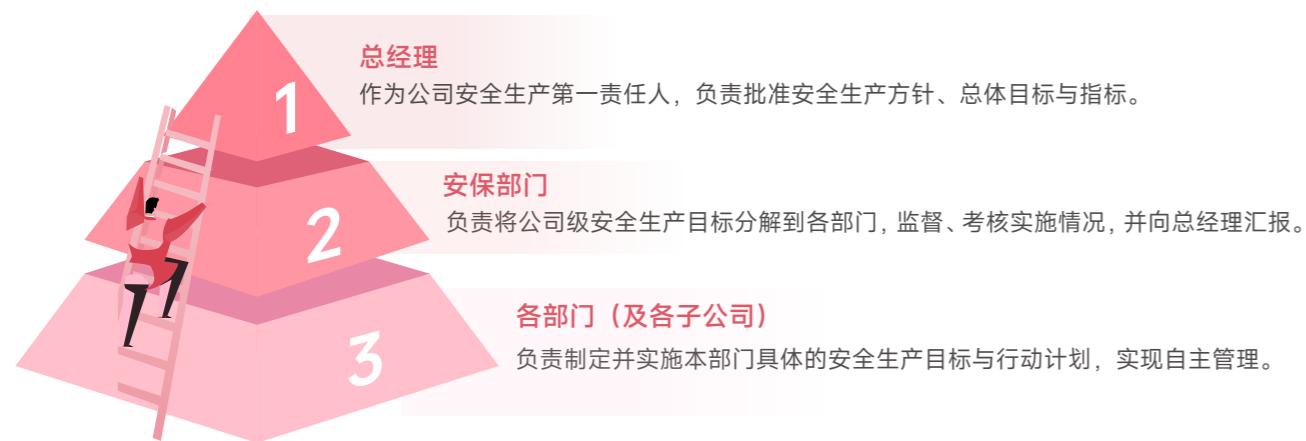 1
总经理
作为公司安全生产第一责任人，负责批准安全生产方针、总体目标与指标。
2
安保部门
负责将公司级安全生产目标分解到各部门，监督、考核实施情况，并向总经理汇报。
3
各部门（及各子公司）
负责制定并实施本部门具体的安全生产目标与行动计划，实现自主管理。